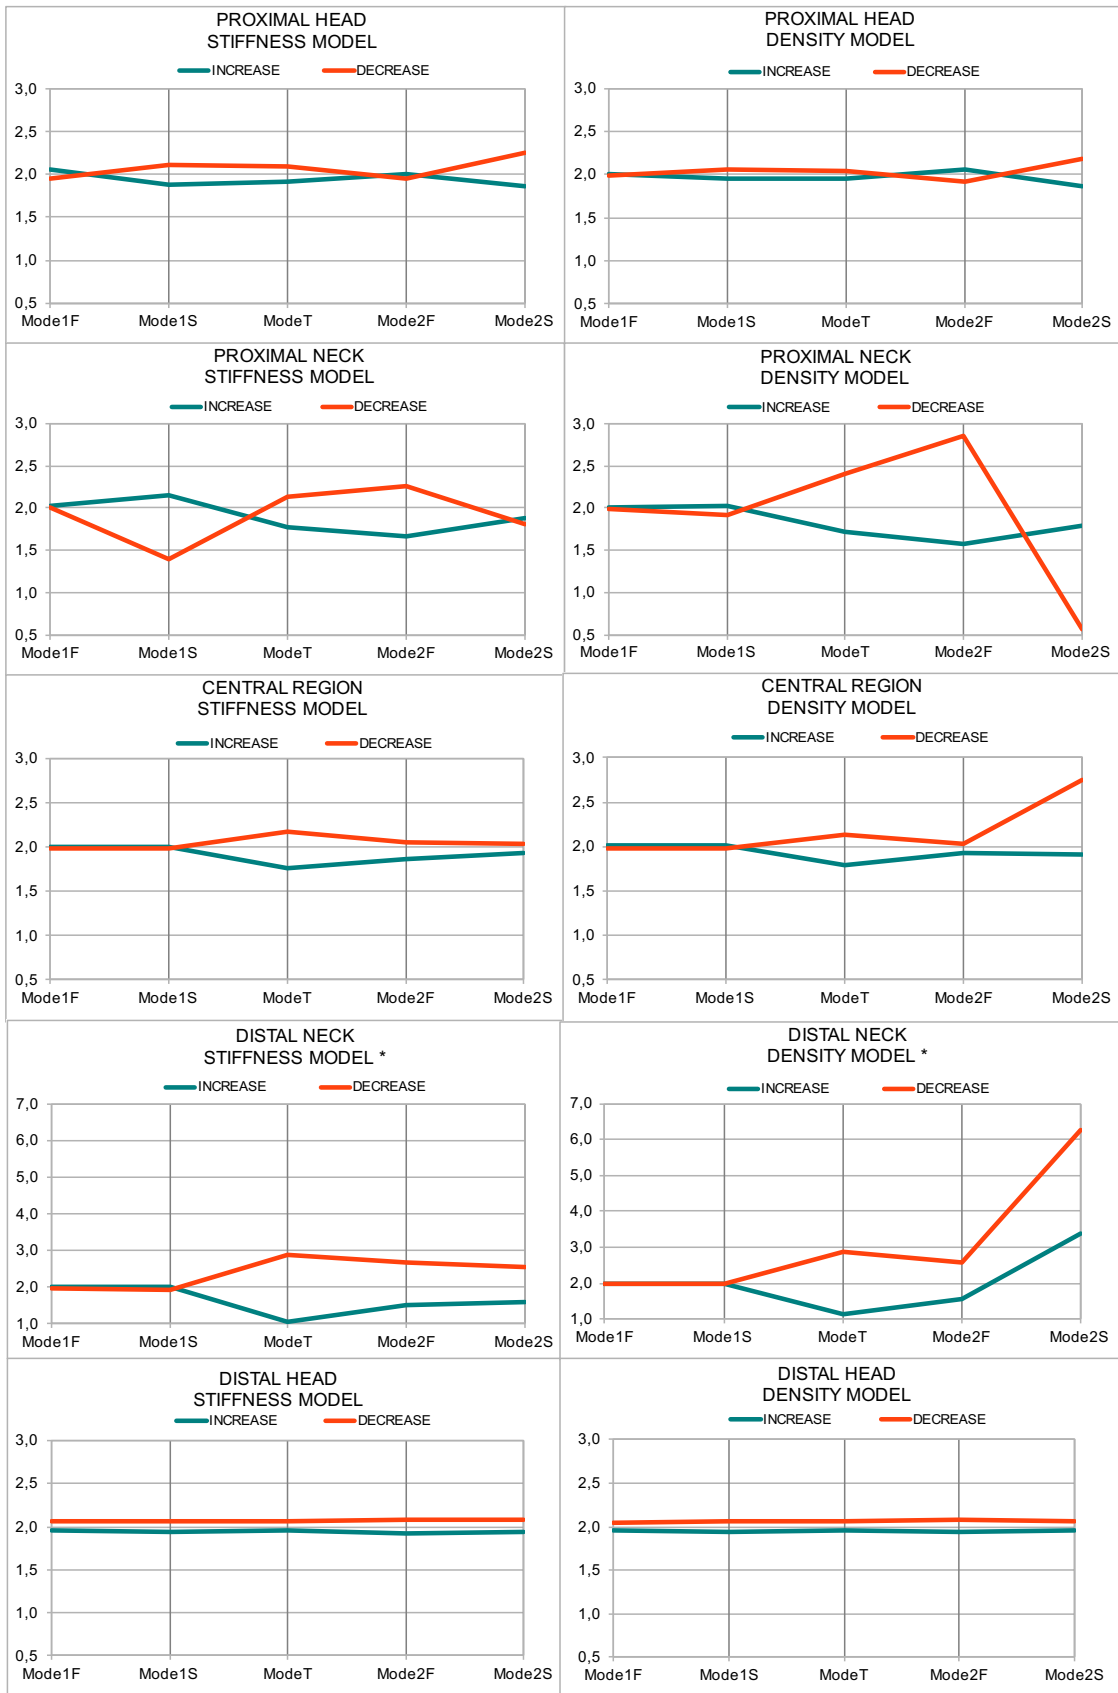 PROXIMAL HEAD
STIFFNESS MODEL
INCREASE DECREASE
3,0
2,5
2,0
1,5
1,0
0,5
Mode1F Mode1S ModeT Mode2F Mode2S
PROXIMAL HEAD
DENSITY MODEL
INCREASE DECREASE
3,0
2,5
2,0
1,5
1,0
0,5
Mode1F Mode1S ModeT Mode2F Mode2S
PROXIMAL NECK
STIFFNESS MODEL
INCREASE DECREASE
3,0
2,5
2,0
1,5
1,0
0,5
Mode1F Mode1S ModeT Mode2F Mode2S
PROXIMAL NECK
DENSITY MODEL
INCREASE DECREASE
3,0
2,5
2,0
1,5
1,0
0,5
Mode1F Mode1S ModeT Mode2F Mode2S
CENTRAL REGION
STIFFNESS MODEL
INCREASE DECREASE
3,0
2,5
2,0
1,5
1,0
0,5
Mode1F Mode1S ModeT Mode2F Mode2S
CENTRAL REGION
DENSITY MODEL
INCREASE DECREASE
3,0
2,5
2,0
1,5
1,0
0,5
Mode1F Mode1S ModeT Mode2F Mode2S
DISTAL NECK
STIFFNESS MODEL *
INCREASE DECREASE
7,0
6,0
5,0
4,0
3,0
2,0
1,0
Mode1F Mode1S ModeT Mode2F Mode2S
DISTAL NECK
DENSITY MODEL *
INCREASE DECREASE
7,0
6,0
5,0
4,0
3,0
2,0
1,0
Mode1F Mode1S ModeT Mode2F Mode2S
DISTAL HEAD
STIFFNESS MODEL
INCREASE DECREASE
3,0
2,5
2,0
1,5
1,0
0,5
Mode1F Mode1S ModeT Mode2F Mode2S
DISTAL HEAD
DENSITY MODEL
INCREASE DECREASE
3,0
2,5
2,0
1,5
1,0
0,5
Mode1F Mode1S ModeT Mode2F Mode2S